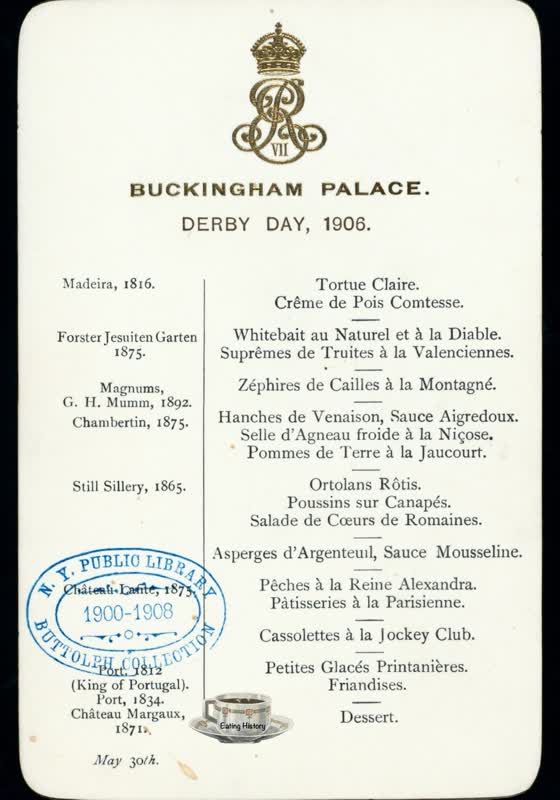 VII
BUCKINGHAM PALACE.
DERBY DAY, 1906.
Madeira, 1816.
Forster Jesuiten Garten
1875.
Magnums,
G. H. Mumm, 1892.
Chambertin, 1875.
Still Sillery, 1865.
Château Lafite, 1875.
Port, 1812
(King of Portugal).
Port, 1834.
Château Margaux,
1871.
May 30th.
Tortue Claire.
Crême de Pois Comtesse.
Whitebait au Naturel et à la Diable.
Suprêmes de Truites à la Valenciennes.
Zéphires de Cailles à la Montagné.
Hanches de Venaison, Sauce Aigredoux.
Selle d'Agneau froide à la Niçose.
Pommes de Terre à la Jaucourt.
Ortolans Rôtis.
Poussins sur Canapés.
Salade de Cœurs de Romaines.
Asperges d'Argenteuil, Sauce Mousseline.
Pêches à la Reine Alexandra.
Pâtisseries à la Parisienne.
Cassolettes à la Jockey Club.
Petites Glacés Printanières.
Friandises.
Dessert.
N. Y. PUBLIC LIBRARY
1900-1908
BUTTOLPH COLLECTION
Eating History